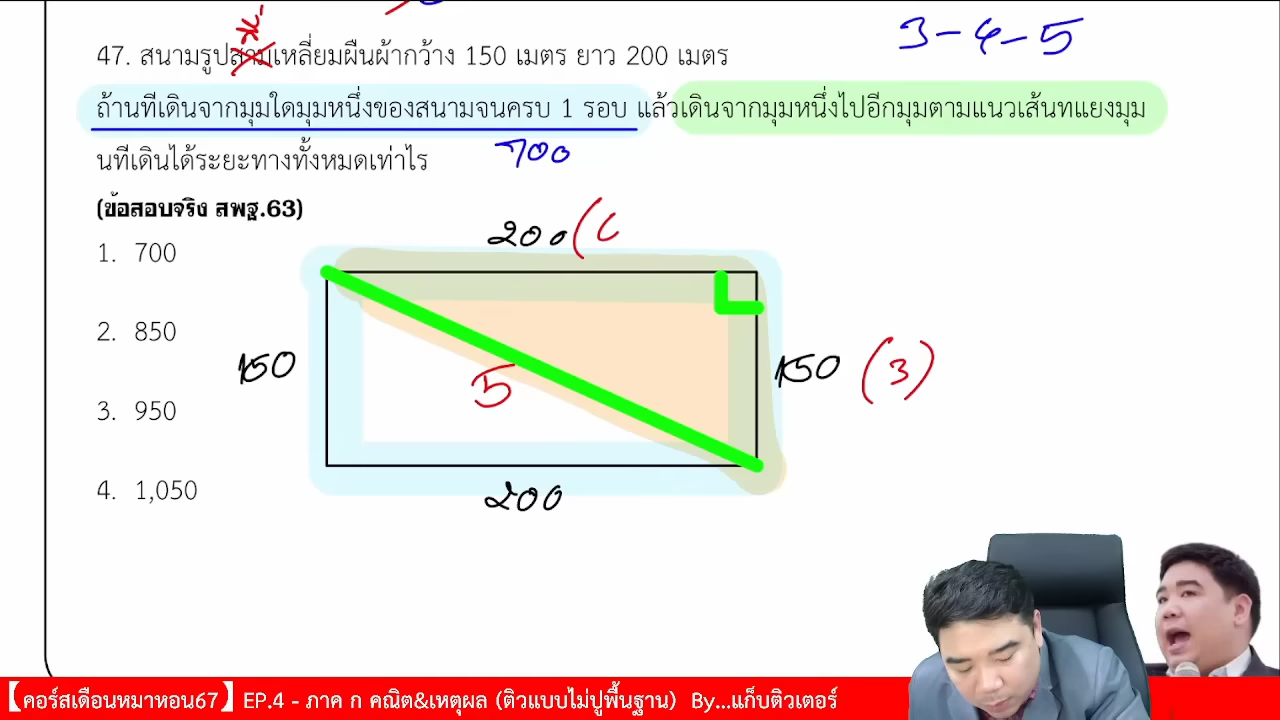 3-4-5
สี่
47. สนามรูปสามเหลี่ยมผืนผ้ากว้าง 150 เมตร ยาว 200 เมตร
ถ้านทีเดินจากมุมใดมุมหนึ่งของสนามจนครบ 1 รอบ แล้วเดินจากมุมหนึ่งไปอีกมุมตามแนวเส้นทแยงมุม
นทีเดินได้ระยะทางทั้งหมดเท่าไร
700
(ข้อสอบจริง สพฐ.63)
200
1. 700
2. 850
150
5
150 (3)
3. 950
4. 1,050
200
【คอร์สเดือนหมาหอน67】 EP.4 - ภาค ก คณิต&เหตุผล (ติวแบบไม่ปูพื้นฐาน) By...แก็บติวเตอร์